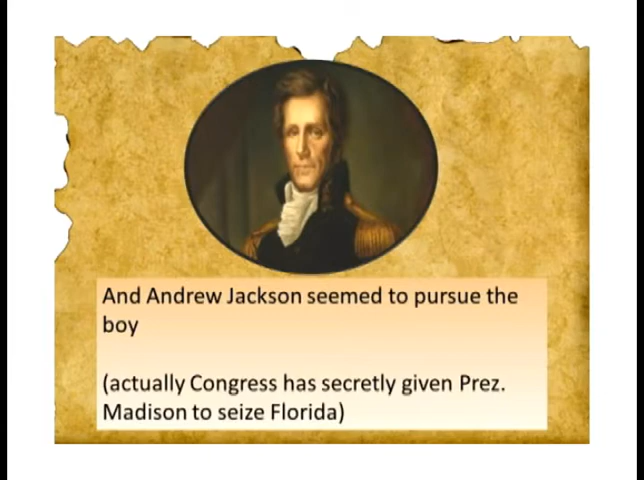 And Andrew Jackson seemed to pursue the
boy
(actually Congress has secretly given Prez.
Madison to seize Florida)